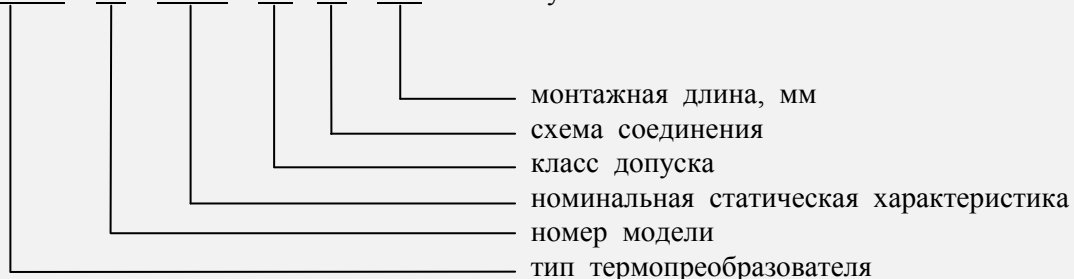 монтажная длина, мм
схема соединения
класс допуска
номинальная статическая характеристика
номер модели
тип термопреобразователя